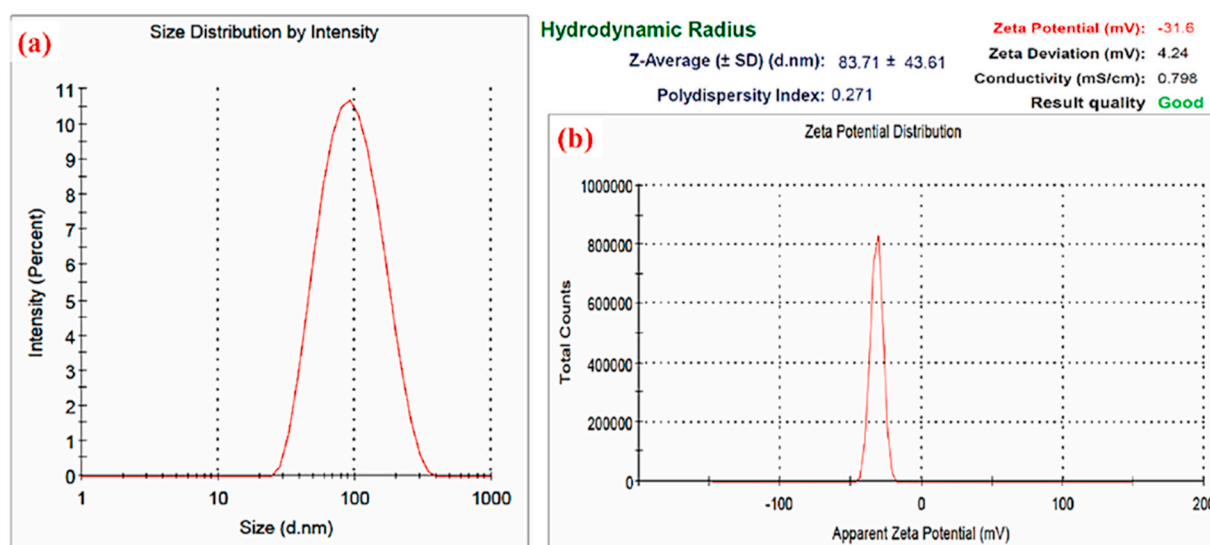 (a)
Size Distribution by Intensity
11
10
9
8
7
6
5
4
3
2
1
0
Intensity (Percent)
1 10 100 1000
Size (d.nm)
Hydrodynamic Radius
Z-Average (± SD) (d.nm): 83.71 ± 43.61
Polydispersity Index: 0.271
Zeta Potential (mV): -31.6
Zeta Deviation (mV): 4.24
Conductivity (mS/cm): 0.798
Result quality Good
(b)
Zeta Potential Distribution
1000000
800000
600000
400000
200000
0
Total Counts
-100 0 100 200
Apparent Zeta Potential (mV)